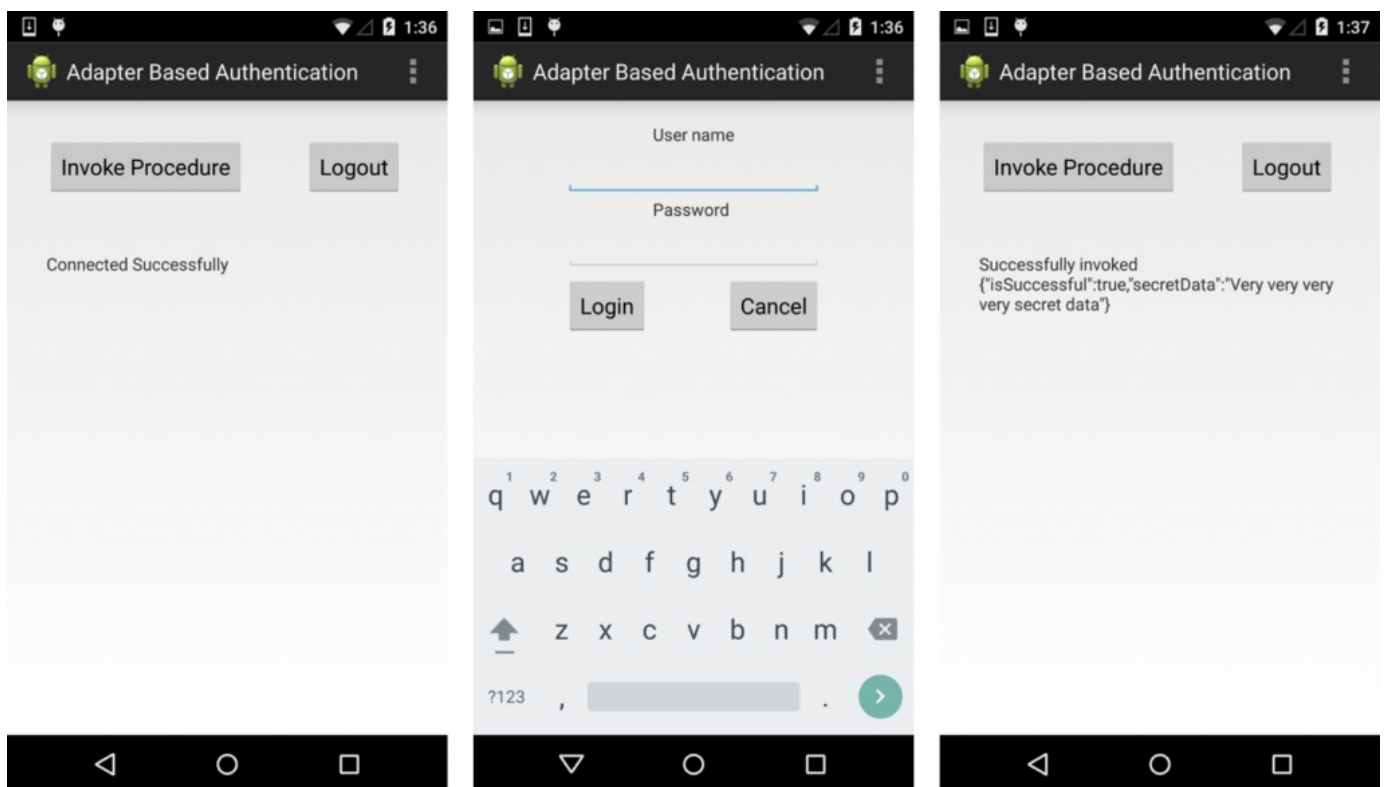 1:36
Adapter Based Authentication
Invoke Procedure Logout
Connected Successfully
1:36
Adapter Based Authentication
User name
Password
Login Cancel
1 2 3 4 5 6 7 8 9 0
q w e r t y u i o p
a s d f g h j k l
z x c v b n m
?123 , .
1:37
Adapter Based Authentication
Invoke Procedure Logout
Successfully invoked
{"isSuccessful":true,"secretData":"Very very very
very secret data"}